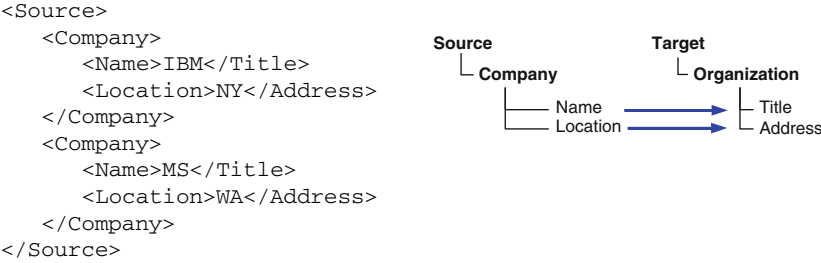 <Source>
<Company>
<Name>IBM</Title>
<Location>NY</Address>
</Company>
<Company>
<Name>MS</Title>
<Location>WA</Address>
</Company>
</Source>
Source
Company
Name
Location
Target
Organization
Title
Address